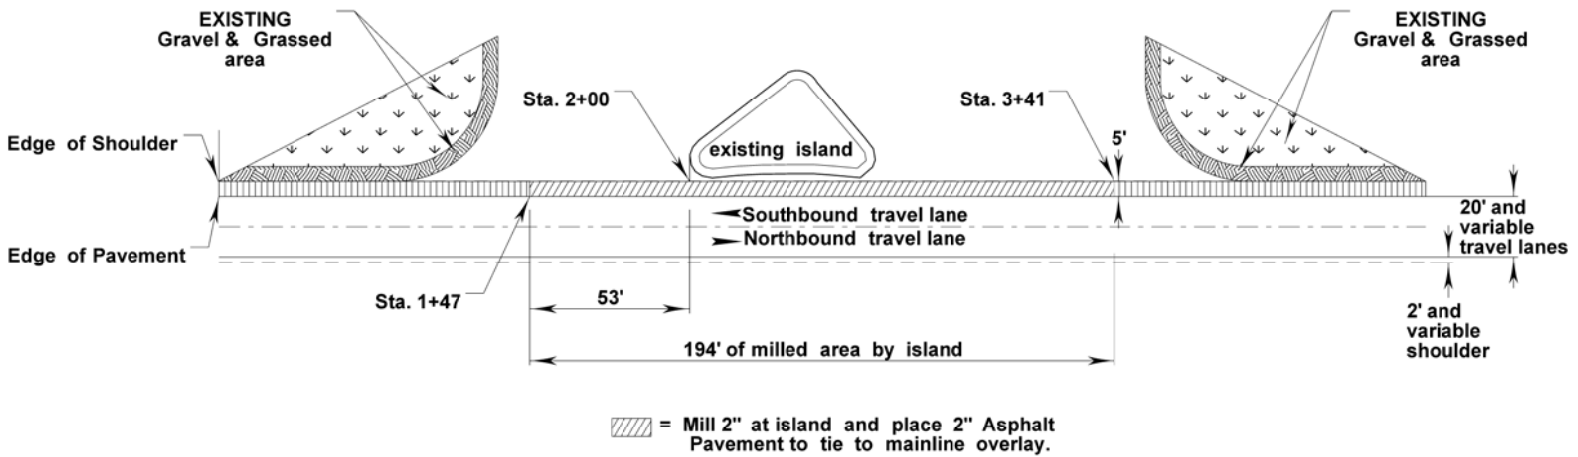 EXISTING
Gravel & Grassed
area
EXISTING
Gravel & Grassed
area
Sta. 2+00
Sta. 3+41
5'
Edge of Shoulder
existing island
Southbound travel lane
Northbound travel lane
20' and
variable
travel lanes
Edge of Pavement
Sta. 1+47
53'
2' and
variable
shoulder
194' of milled area by island
= Mill 2" at island and place 2" Asphalt
Pavement to tie to mainline overlay.